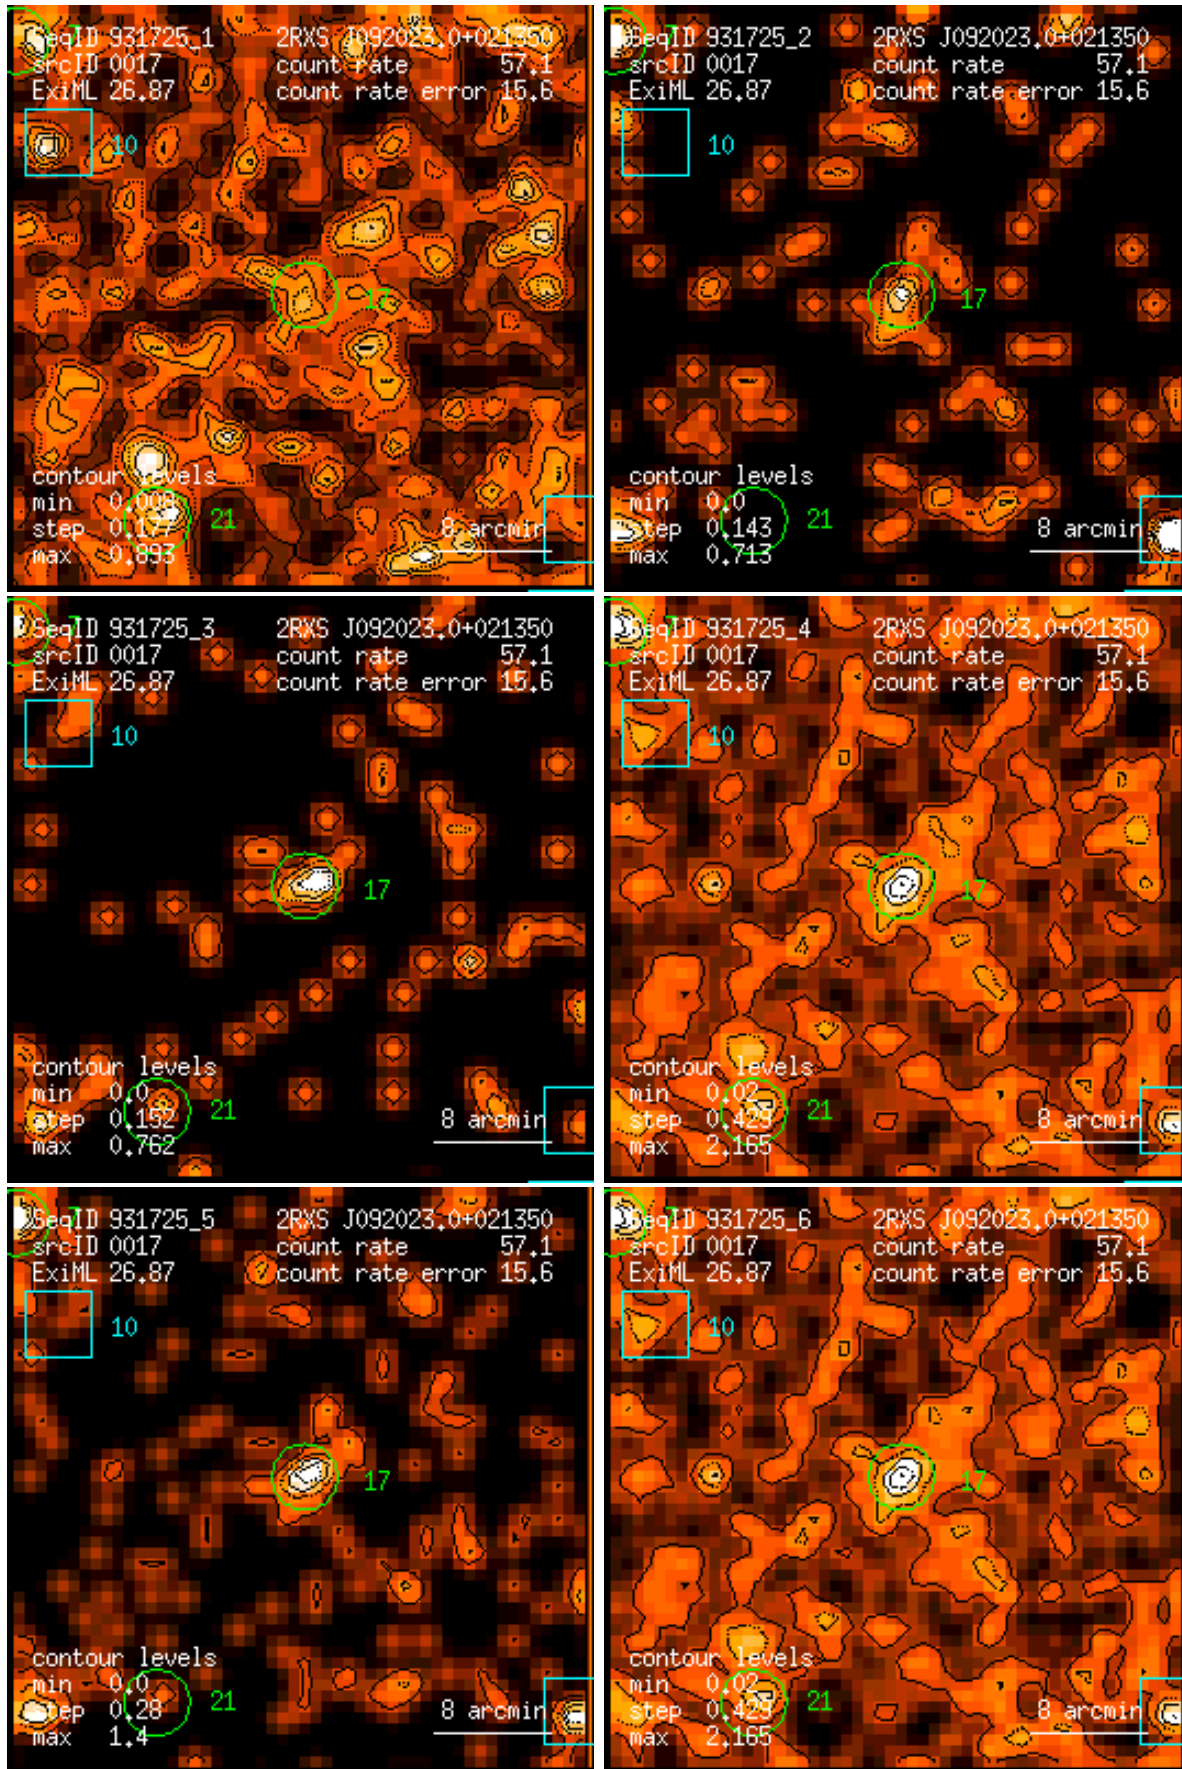 SeqID 931725_1 2RXS J092023.0+021350
srcID 0017 count rate 57.1
ExiML 26.87 count rate error 15.6
10
17
contour levels
min 0.009
step 0.177 21 8 arcmin
max 0.893
SeqID 931725_2 2RXS J092023.0+021350
srcID 0017 count rate 57.1
ExiML 26.87 count rate error 15.6
10
17
contour levels
min 0.0
step 0.143 21 8 arcmin
max 0.713
SeqID 931725_3 2RXS J092023.0+021350
srcID 0017 count rate 57.1
ExiML 26.87 count rate error 15.6
10
17
contour levels
min 0.0
step 0.152 21 8 arcmin
max 0.762
SeqID 931725_4 2RXS J092023.0+021350
srcID 0017 count rate 57.1
ExiML 26.87 count rate error 15.6
10
17
contour levels
min 0.02
step 0.429 21 8 arcmin
max 2.165
SeqID 931725_5 2RXS J092023.0+021350
srcID 0017 count rate 57.1
ExiML 26.87 count rate error 15.6
10
17
contour levels
min 0.0
step 0.28 21 8 arcmin
max 1.4
SeqID 931725_6 2RXS J092023.0+021350
srcID 0017 count rate 57.1
ExiML 26.87 count rate error 15.6
10
17
contour levels
min 0.02
step 0.429 21 8 arcmin
max 2.165